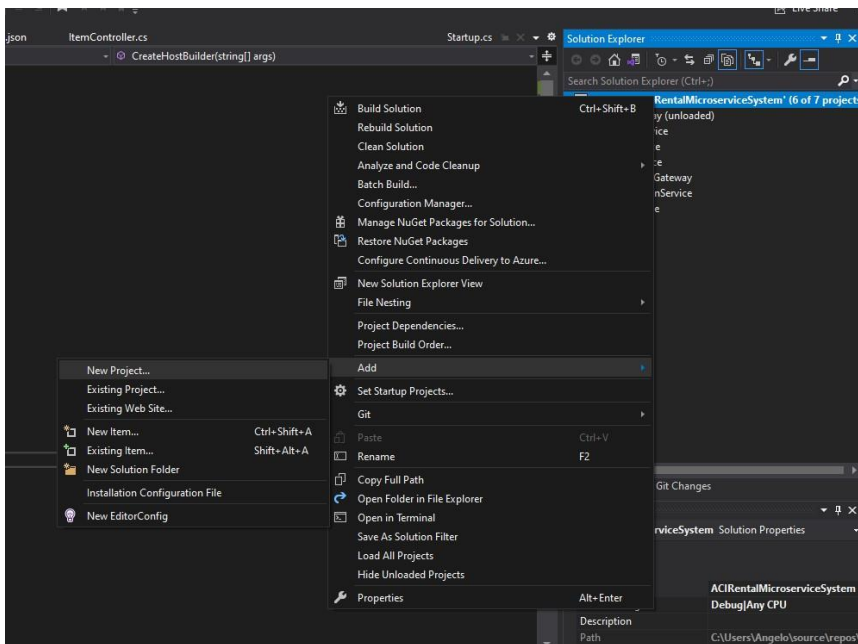 .json ItemController.cs Startup.cs
CreateHostBuilder(string[] args)
Live Share
Solution Explorer
Search Solution Explorer (Ctrl+;)
RentalMicroserviceSystem' (6 of 7 projects
(unloaded)
Gateway
Build Solution Ctrl+Shift+B
Rebuild Solution
Clean Solution
Analyze and Code Cleanup
Batch Build...
Configuration Manager...
Manage NuGet Packages for Solution...
Restore NuGet Packages
Configure Continuous Delivery to Azure...
New Solution Explorer View
File Nesting
Project Dependencies...
Project Build Order...
Add
Set Startup Projects...
Git
Paste Ctrl+V
Rename F2
Copy Full Path
Open Folder in File Explorer
Open in Terminal
Save As Solution Filter
Load All Projects
Hide Unloaded Projects
Properties Alt+Enter
New Project...
Existing Project...
Existing Web Site...
New Item... Ctrl+Shift+A
Existing Item... Shift+Alt+A
New Solution Folder
Installation Configuration File
New EditorConfig
Git Changes
rviceSystem Solution Properties
ACIRentalMicroserviceSystem
Debug|Any CPU
Description
Path C:\Users\Angelo\source\repos\